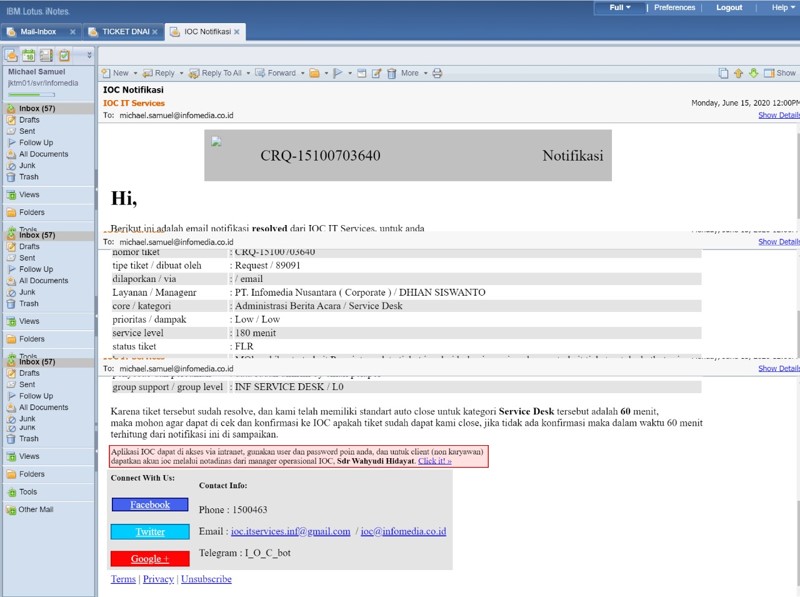 IBM Lotus iNotes
Full | Preferences | Logout | Help
Mail-Inbox × TICKET DNAI × IOC Notifikasi ×
Michael Samuel
jktm01/svr/infomedia
Inbox (57)
Drafts
Sent
Follow Up
All Documents
Junk
Trash
Views
Folders
Tools
New Reply Reply To All Forward More Show
IOC Notifikasi
IOC IT Services
Monday, June 15, 2020 12:00PM
To: michael.samuel@infomedia.co.id
Show Details
CRQ-15100703640 Notifikasi
Hi,
Berikut ini adalah email notifikasi resolved dari IOC IT Services, untuk anda
Inbox (57)
Drafts
Sent
Follow Up
All Documents
Junk
Trash
Views
Folders
Tools
To: michael.samuel@infomedia.co.id
Show Details
nomor tiket : CRQ-15100703640
tipe tiket / dibuat oleh : Request / 89091
dilaporkan / via : / email
Layanan / Managenr : PT. Infomedia Nusantara ( Corporate ) / DHIAN SISWANTO
core / kategori : Administrasi Berita Acara / Service Desk
prioritas / dampak : Low / Low
service level : 180 menit
status tiket : FLR
Inbox (57)
Drafts
Sent
Follow Up
All Documents
Junk
Junk
Trash
Views
Folders
Tools
Other Mail
To: michael.samuel@infomedia.co.id
Show Details
group support / group level : INF SERVICE DESK / L0
Karena tiket tersebut sudah resolve, dan kami telah memiliki standart auto close untuk kategori Service Desk tersebut adalah 60 menit,
maka mohon agar dapat di cek dan konfirmasi ke IOC apakah tiket sudah dapat kami close, jika tidak ada konfirmasi maka dalam waktu 60 menit
terhitung dari notifikasi ini di sampaikan.
Aplikasi IOC dapat di akses via intranet, gunakan user dan password poin anda, dan untuk client (non karyawan)
dapatkan akun ioc melalui notadinas dari manager operasional IOC, Sdr Wahyudi Hidayat. Click it! »
Connect With Us:
Facebook
Twitter
Google +
Contact Info:
Phone : 1500463
Email : ioc.itservices.inf@gmail.com / ioc@infomedia.co.id
Telegram : I_O_C_bot
Terms | Privacy | Unsubscribe